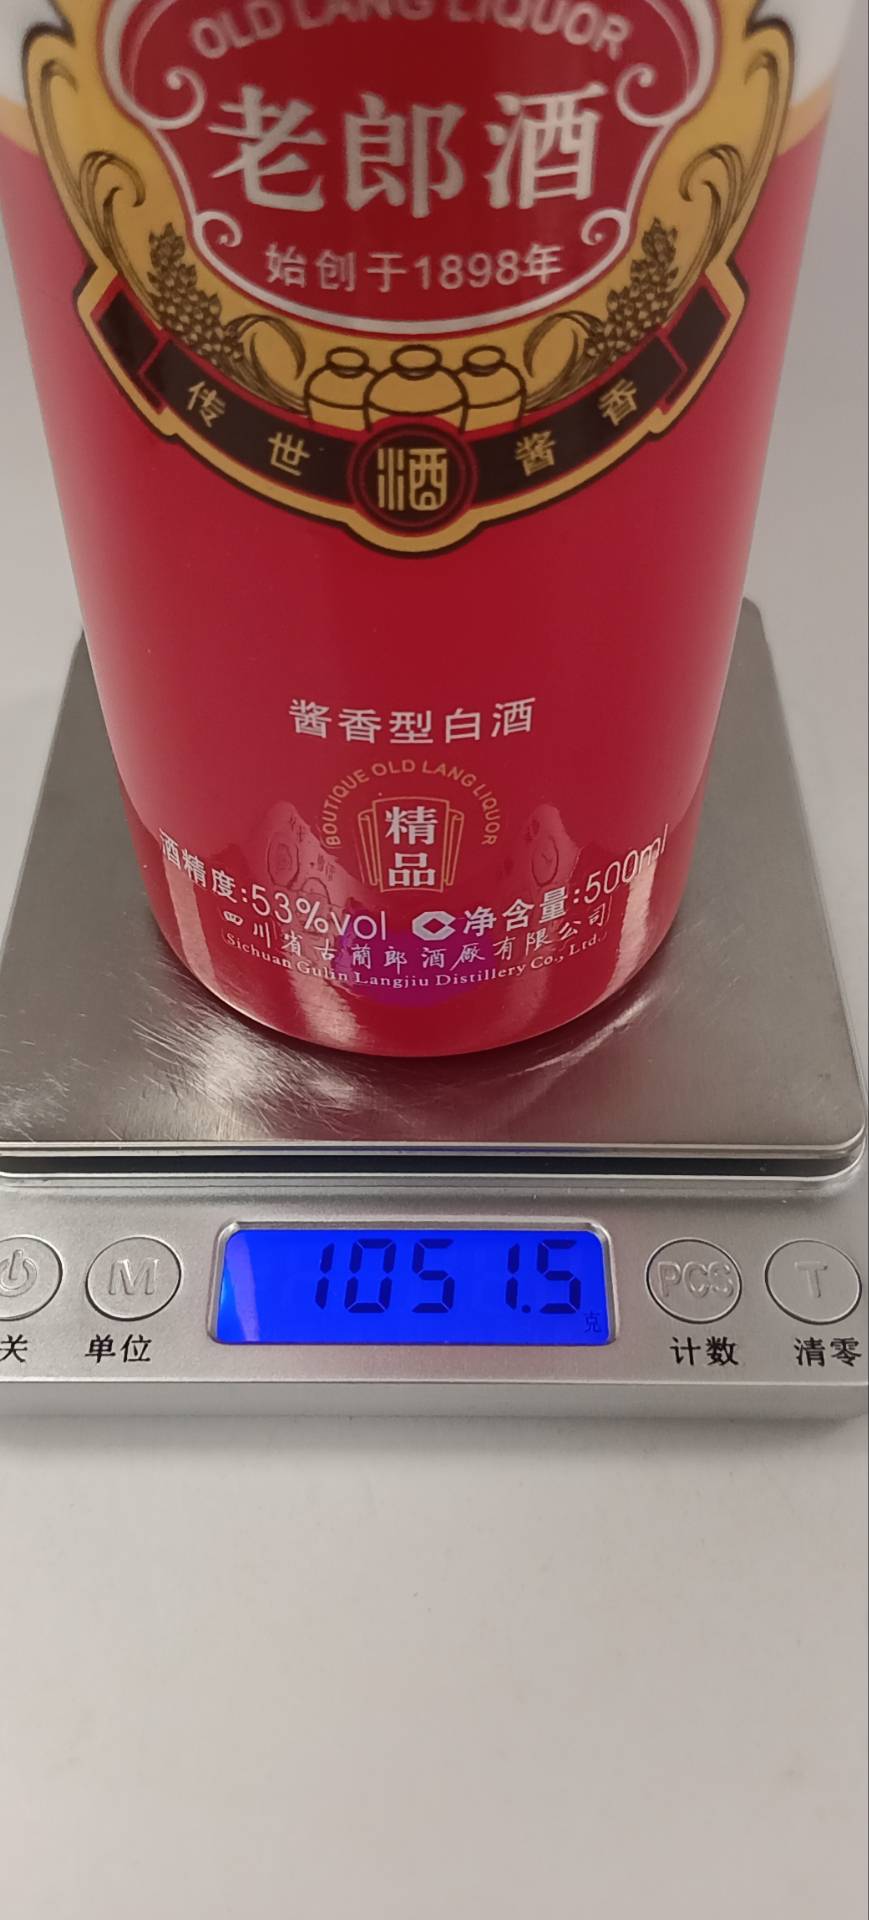 OLD LANG LIQUOR
老郎酒
始创于1898年
传世酒酱香
酱香型白酒
BOUTIQUE OLD LANG LIQUOR
精品
酒精度:53%vol 净含量:500ml
四川省古蔺郎酒厰有限公司
Sichuan Gulin Langjiu Distillery Co., Ltd.
1051.5
克
M PCS T
关 单位 计数 清零